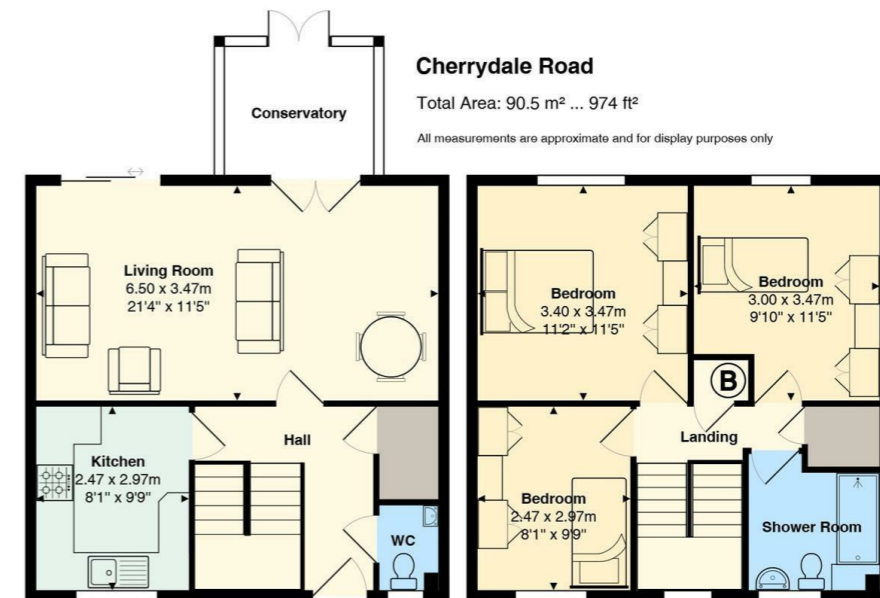 Cherrydale Road
Total Area: 90.5 m² ... 974 ft²
All measurements are approximate and for display purposes only
Conservatory
Living Room
6.50 x 3.47m
21'4" x 11'5"
Kitchen
2.47 x 2.97m
8'1" x 9'9"
Hall
WC
Bedroom
3.40 x 3.47m
11'2" x 11'5"
Bedroom
3.00 x 3.47m
9'10" x 11'5"
B
Landing
Bedroom
2.47 x 2.97m
8'1" x 9'9"
Shower Room